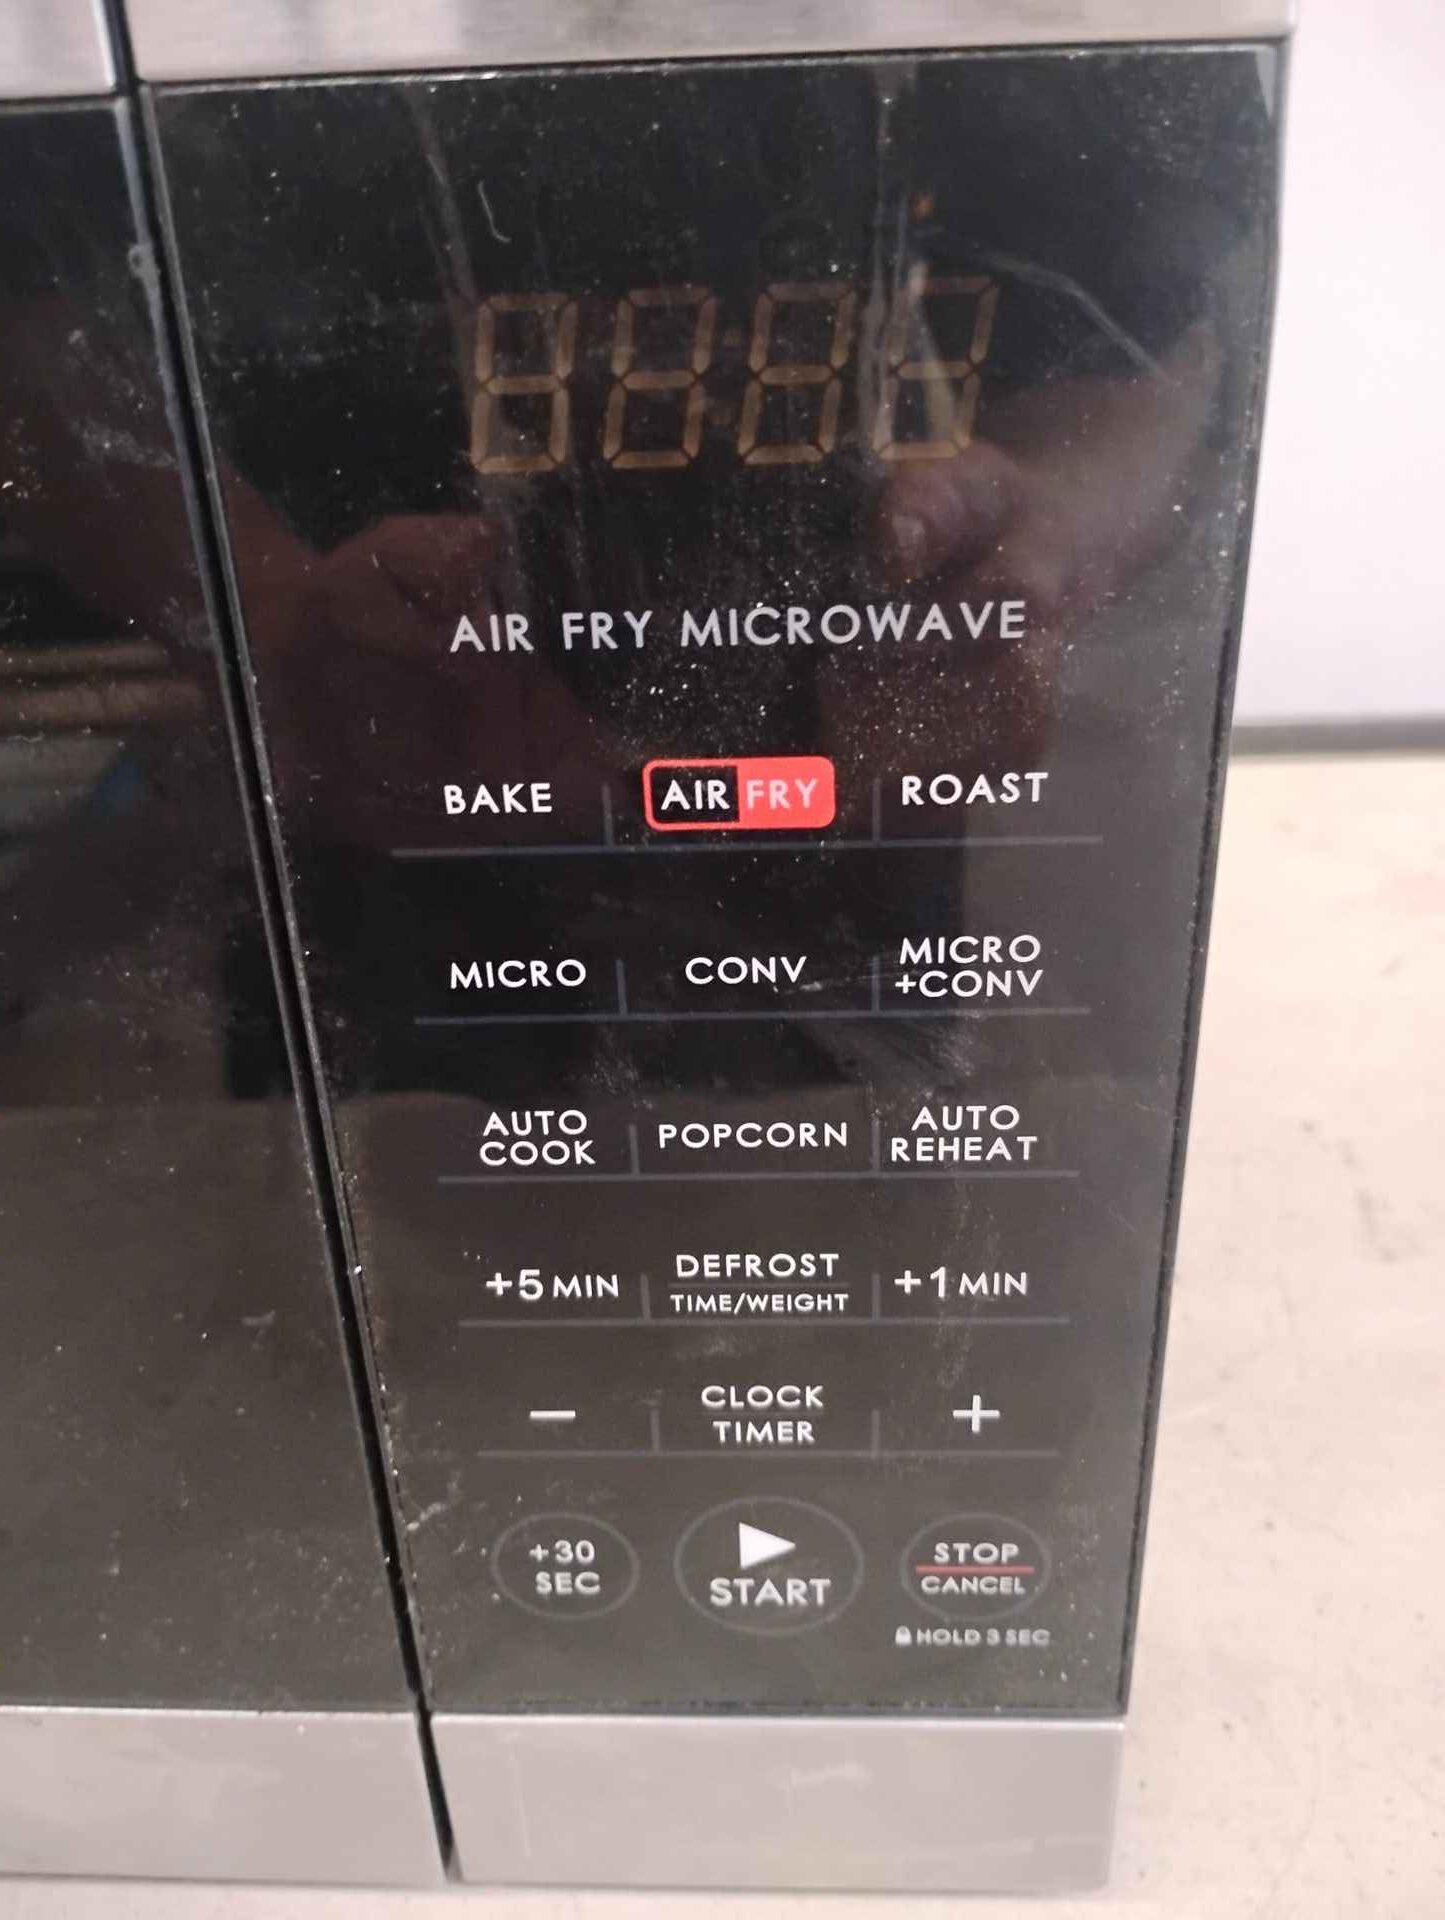 AIR FRY MICROWAVE
BAKE AIR FRY ROAST
MICRO CONV MICRO +CONV
AUTO COOK POPCORN AUTO REHEAT
+5 MIN DEFROST TIME/WEIGHT +1 MIN
- CLOCK TIMER +
+30 SEC START STOP CANCEL
HOLD 3 SEC